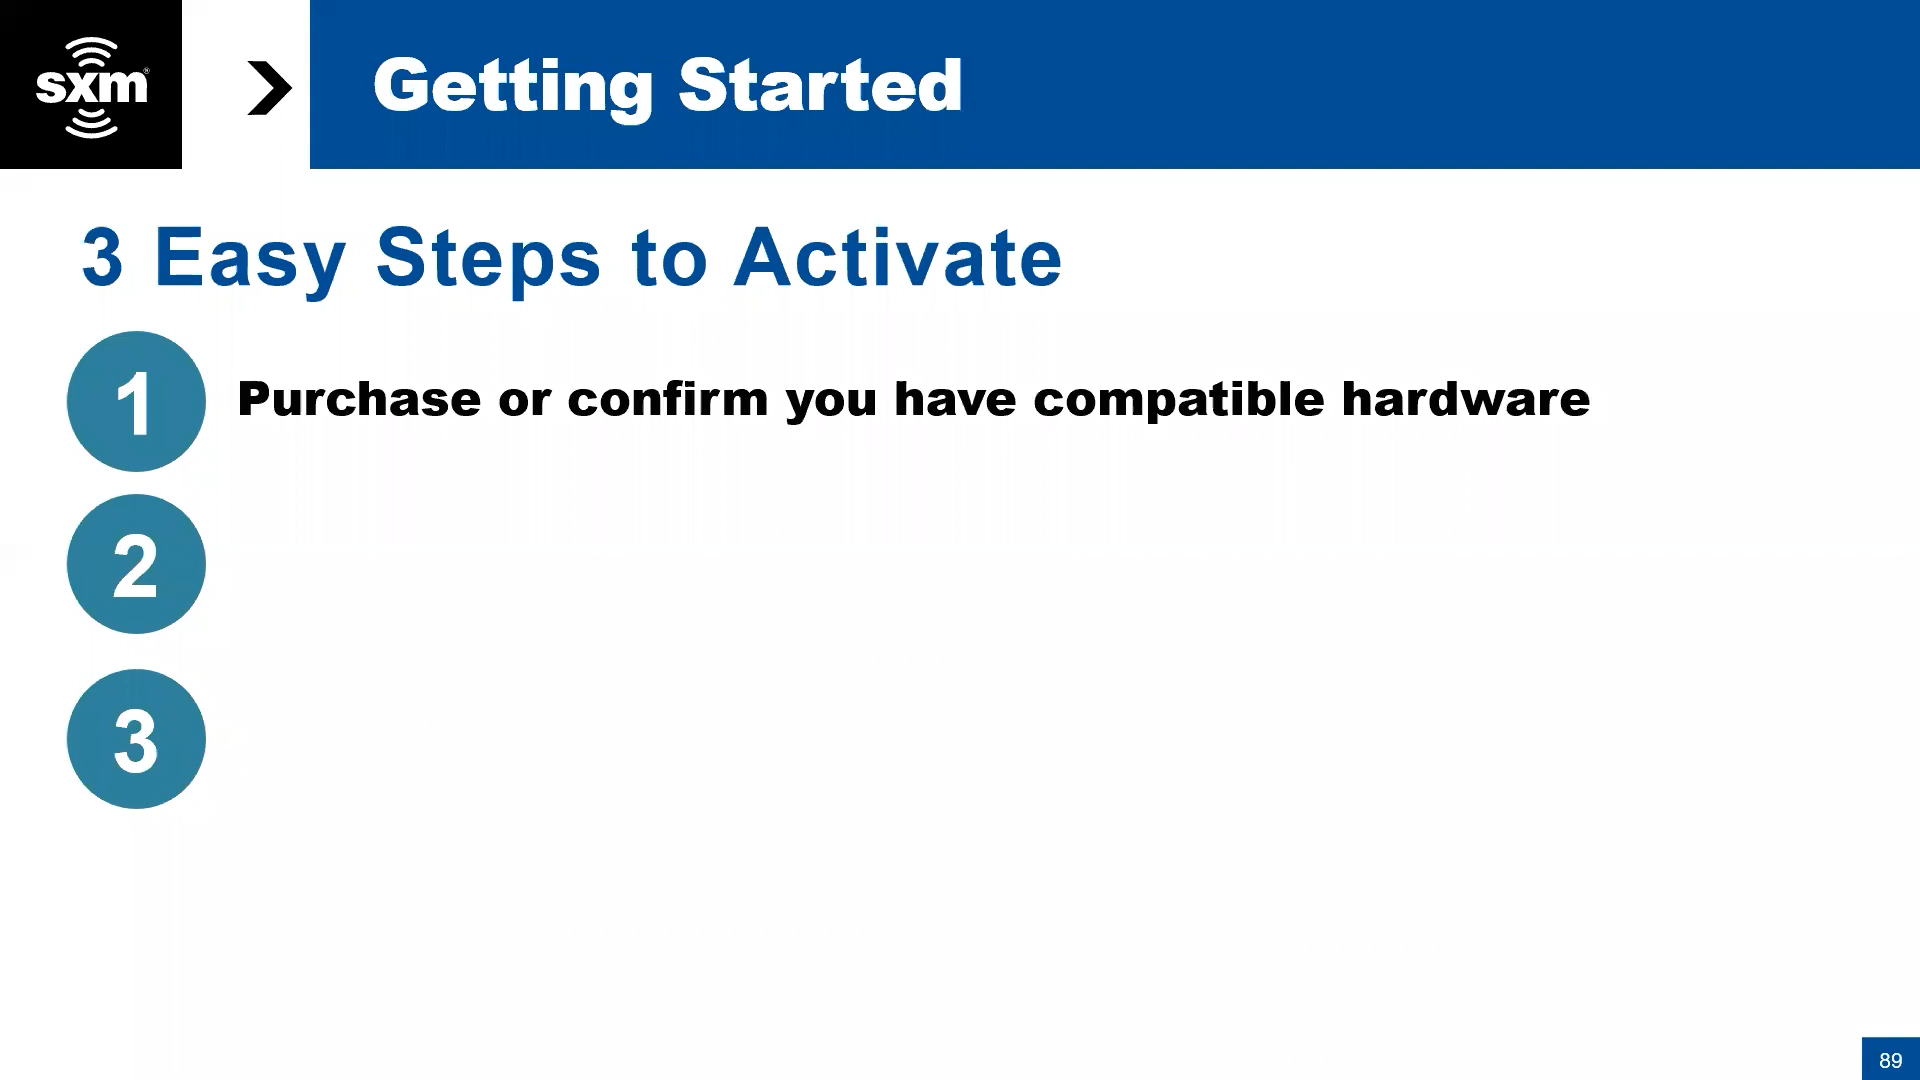 sxm®
Getting Started
3 Easy Steps to Activate
1
Purchase or confirm you have compatible hardware
2
3
89